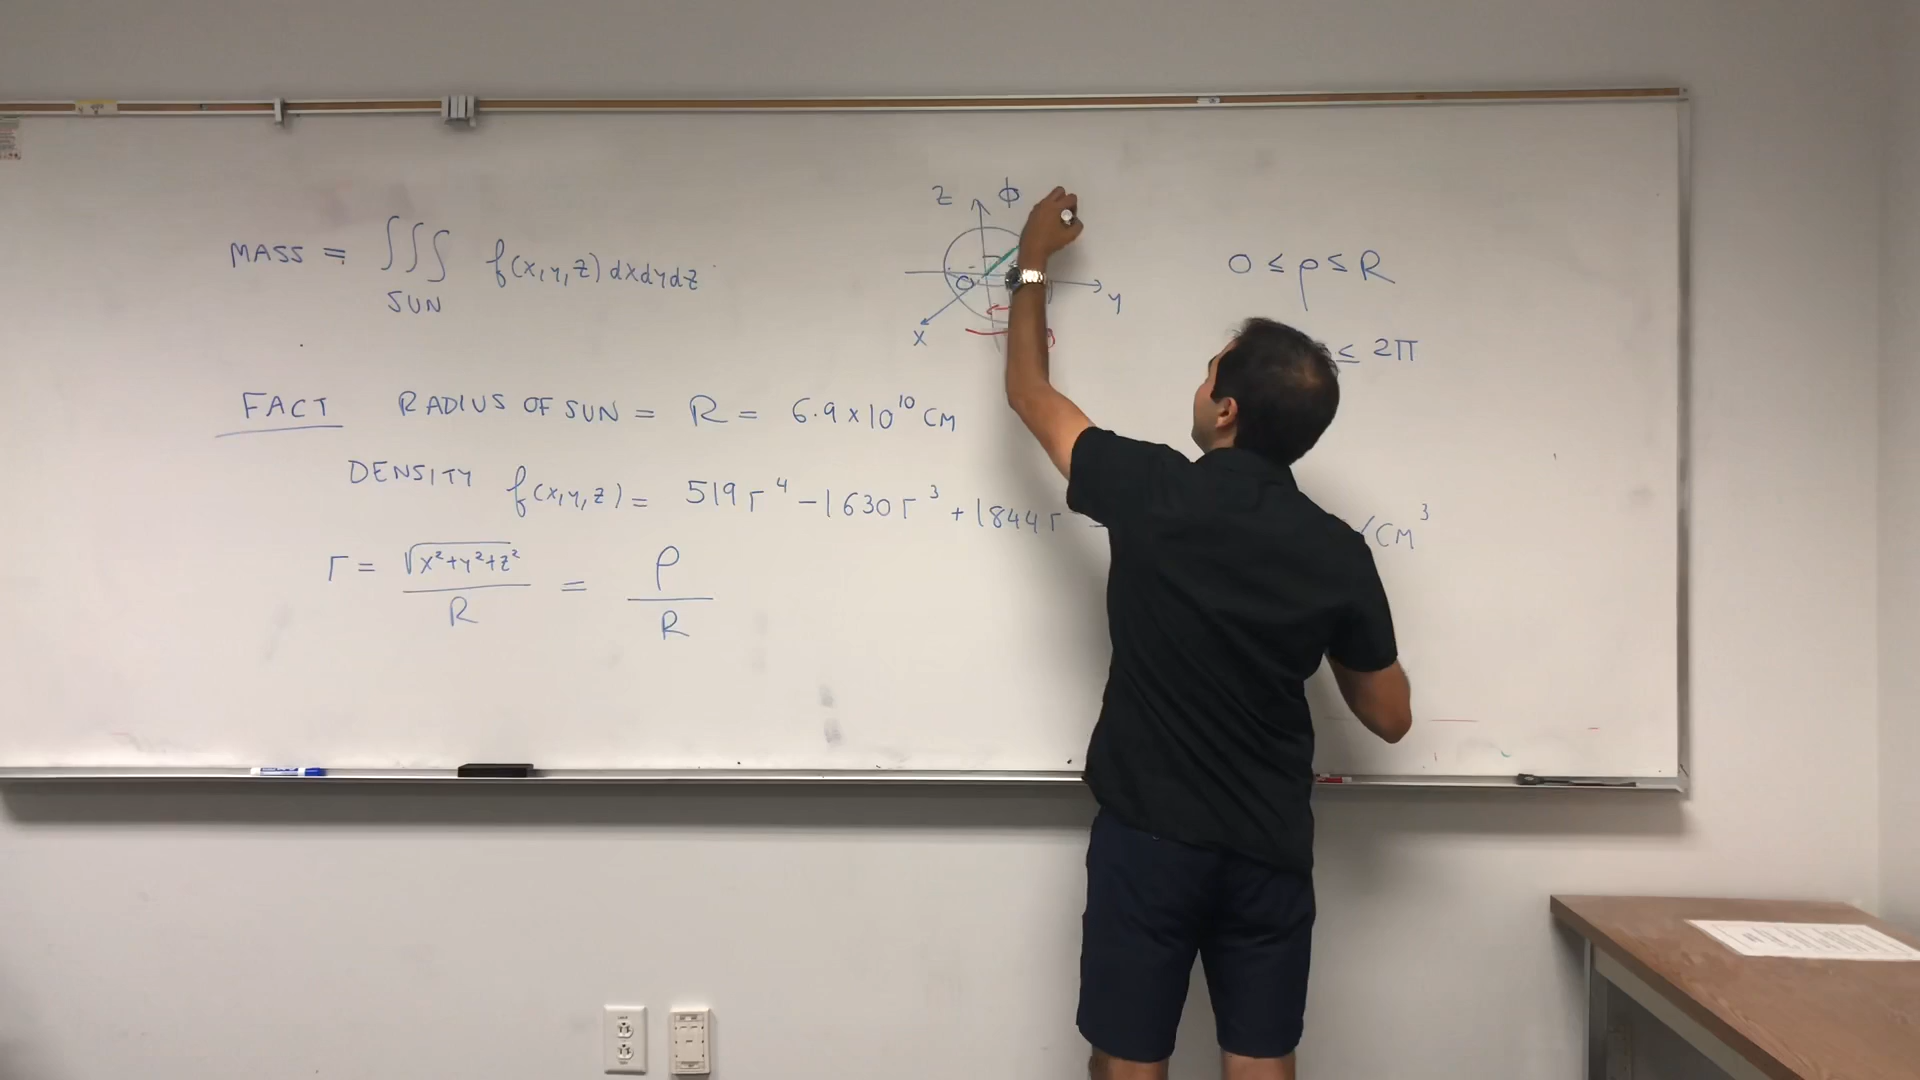 MASS = ∫∫∫ f(x,y,z) dxdydz
SUN
z ϕ
O
y
x
0 ≤ ρ ≤ R
≤ 2π
FACT RADIUS OF SUN = R = 6.9 x 10^10 CM
DENSITY f(x,y,z) = 519 r^4 - 1630 r^3 + 1844 r - /CM^3
r = √x²+y²+z² / R = ρ / R